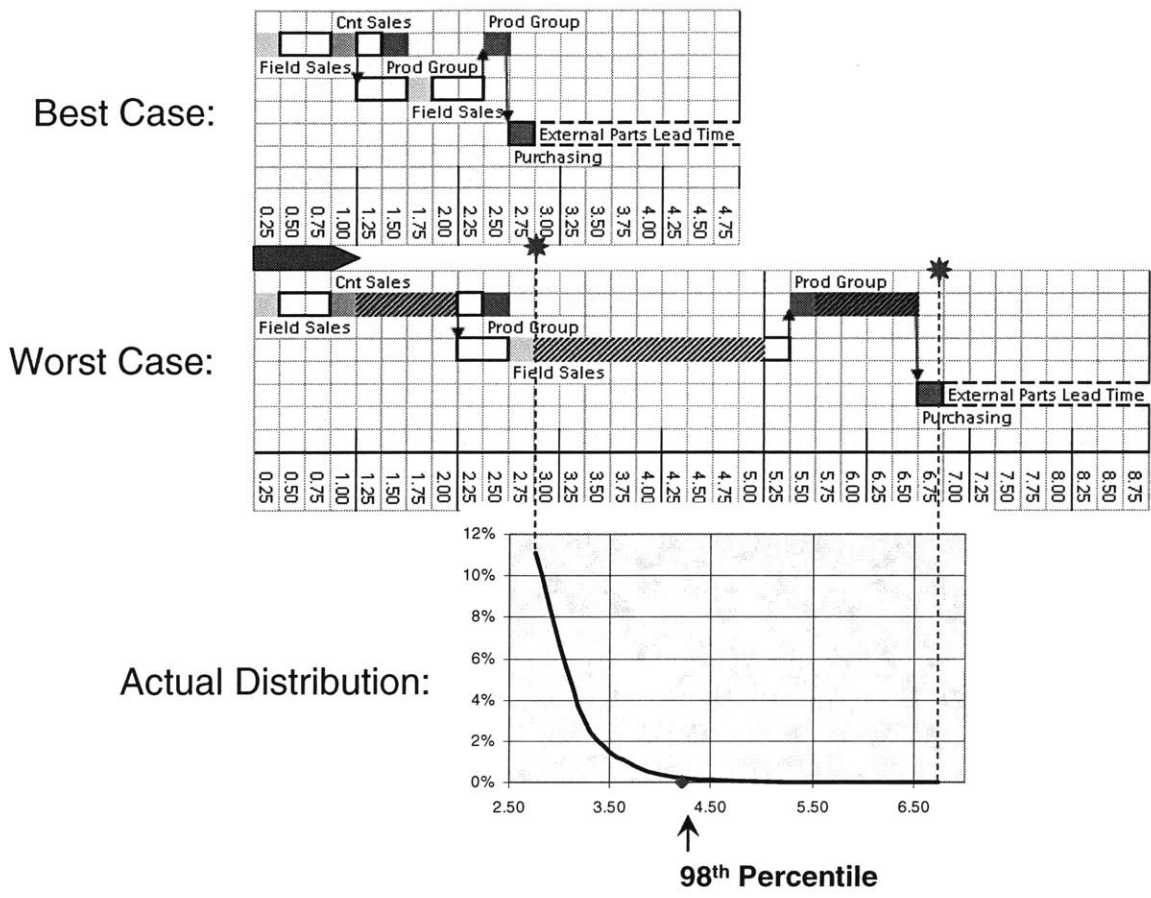 Cnt Sales
Prod Group
Field Sales
Prod Group
Best Case:
Field Sales
External Parts Lead Time
Purchasing
0.25 0.50 0.75 1.00 1.25 1.50 1.75 2.00 2.25 2.50 2.75 3.00 3.25 3.50 3.75 4.00 4.25 4.50 4.75
Cnt Sales
Prod Group
Field Sales
Prod Group
Worst Case:
Field Sales
External Parts Lead Time
Purchasing
0.25 0.50 0.75 1.00 1.25 1.50 1.75 2.00 2.25 2.50 2.75 3.00 3.25 3.50 3.75 4.00 4.25 4.50 4.75 5.00 5.25 5.50 5.75 6.00 6.25 6.50 6.75 7.00 7.25 7.50 7.75 8.00 8.25 8.50 8.75
12%
10%
8%
6%
Actual Distribution:
4%
2%
0%
2.50 3.50 4.50 5.50 6.50
98th Percentile